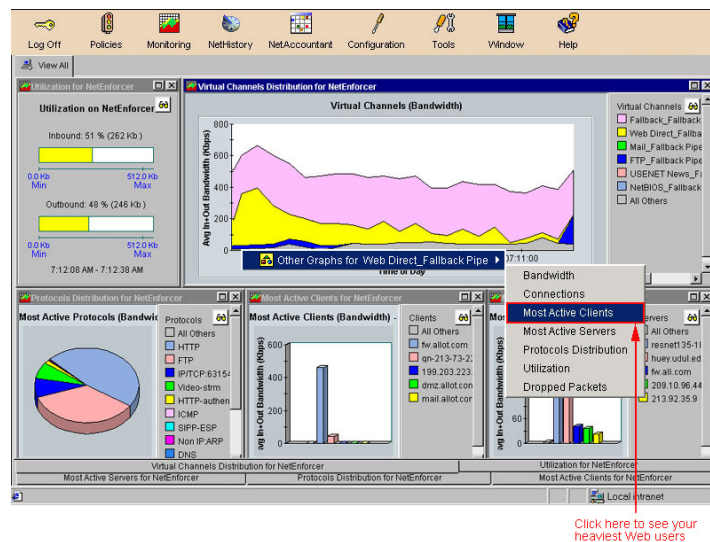 Log Off Policies Monitoring NetHistory NetAccountant Configuration Tools Window Help
View All
Utilization for NetEnforcer
Utilization on NetEnforcer
Inbound: 51 % (262 Kb )
0.0 Kb 512.0 Kb
Min Max
Outbound: 48 % (246 Kb )
0.0 Kb 512.0 Kb
Min Max
7:12:08 AM - 7:12:38 AM
Virtual Channels Distribution for NetEnforcer
Virtual Channels (Bandwidth)
Avg In+Out Bandwidth (Kbps)
800
600
400
200
0
07:11:00
Time of Day
Virtual Channels
Fallback_Fallback
Web Direct_Fallba
Mail_Fallback Pipe
FTP_Fallback Pipe
USENET News_Fa
NetBIOS_Fallback
All Others
Other Graphs for Web Direct_Fallback Pipe
Bandwidth
Connections
Most Active Clients
Most Active Servers
Protocols Distribution
Utilization
Dropped Packets
Protocols Distribution for NetEnforcer
Most Active Protocols (Bandwic
Protocols
All Others
HTTP
FTP
IP/TCP:63154
Video-strm
HTTP-authen
ICMP
SIPP-ESP
Non IP:ARP
DNS
Most Active Clients for NetEnforcer
Most Active Clients (Bandwidth) -
avg In+Out Bandwidth (Kbps)
600
400
200
0
Clients
All Others
fw.allot.com
qn-213-73-22
199.203.223.
dmz.allot.con
mail.allot.cor
Mos
60
0
ervers
All Others
resnet135-18
huey.udul.ed
fw.all.com
209.10.96.44
213.92.35.9
Virtual Channels Distribution for NetEnforcer Utilization for NetEnforcer
Most Active Servers for NetEnforcer Protocols Distribution for NetEnforcer Most Active Clients for NetEnforcer
Local intranet
Click here to see your
heaviest Web users